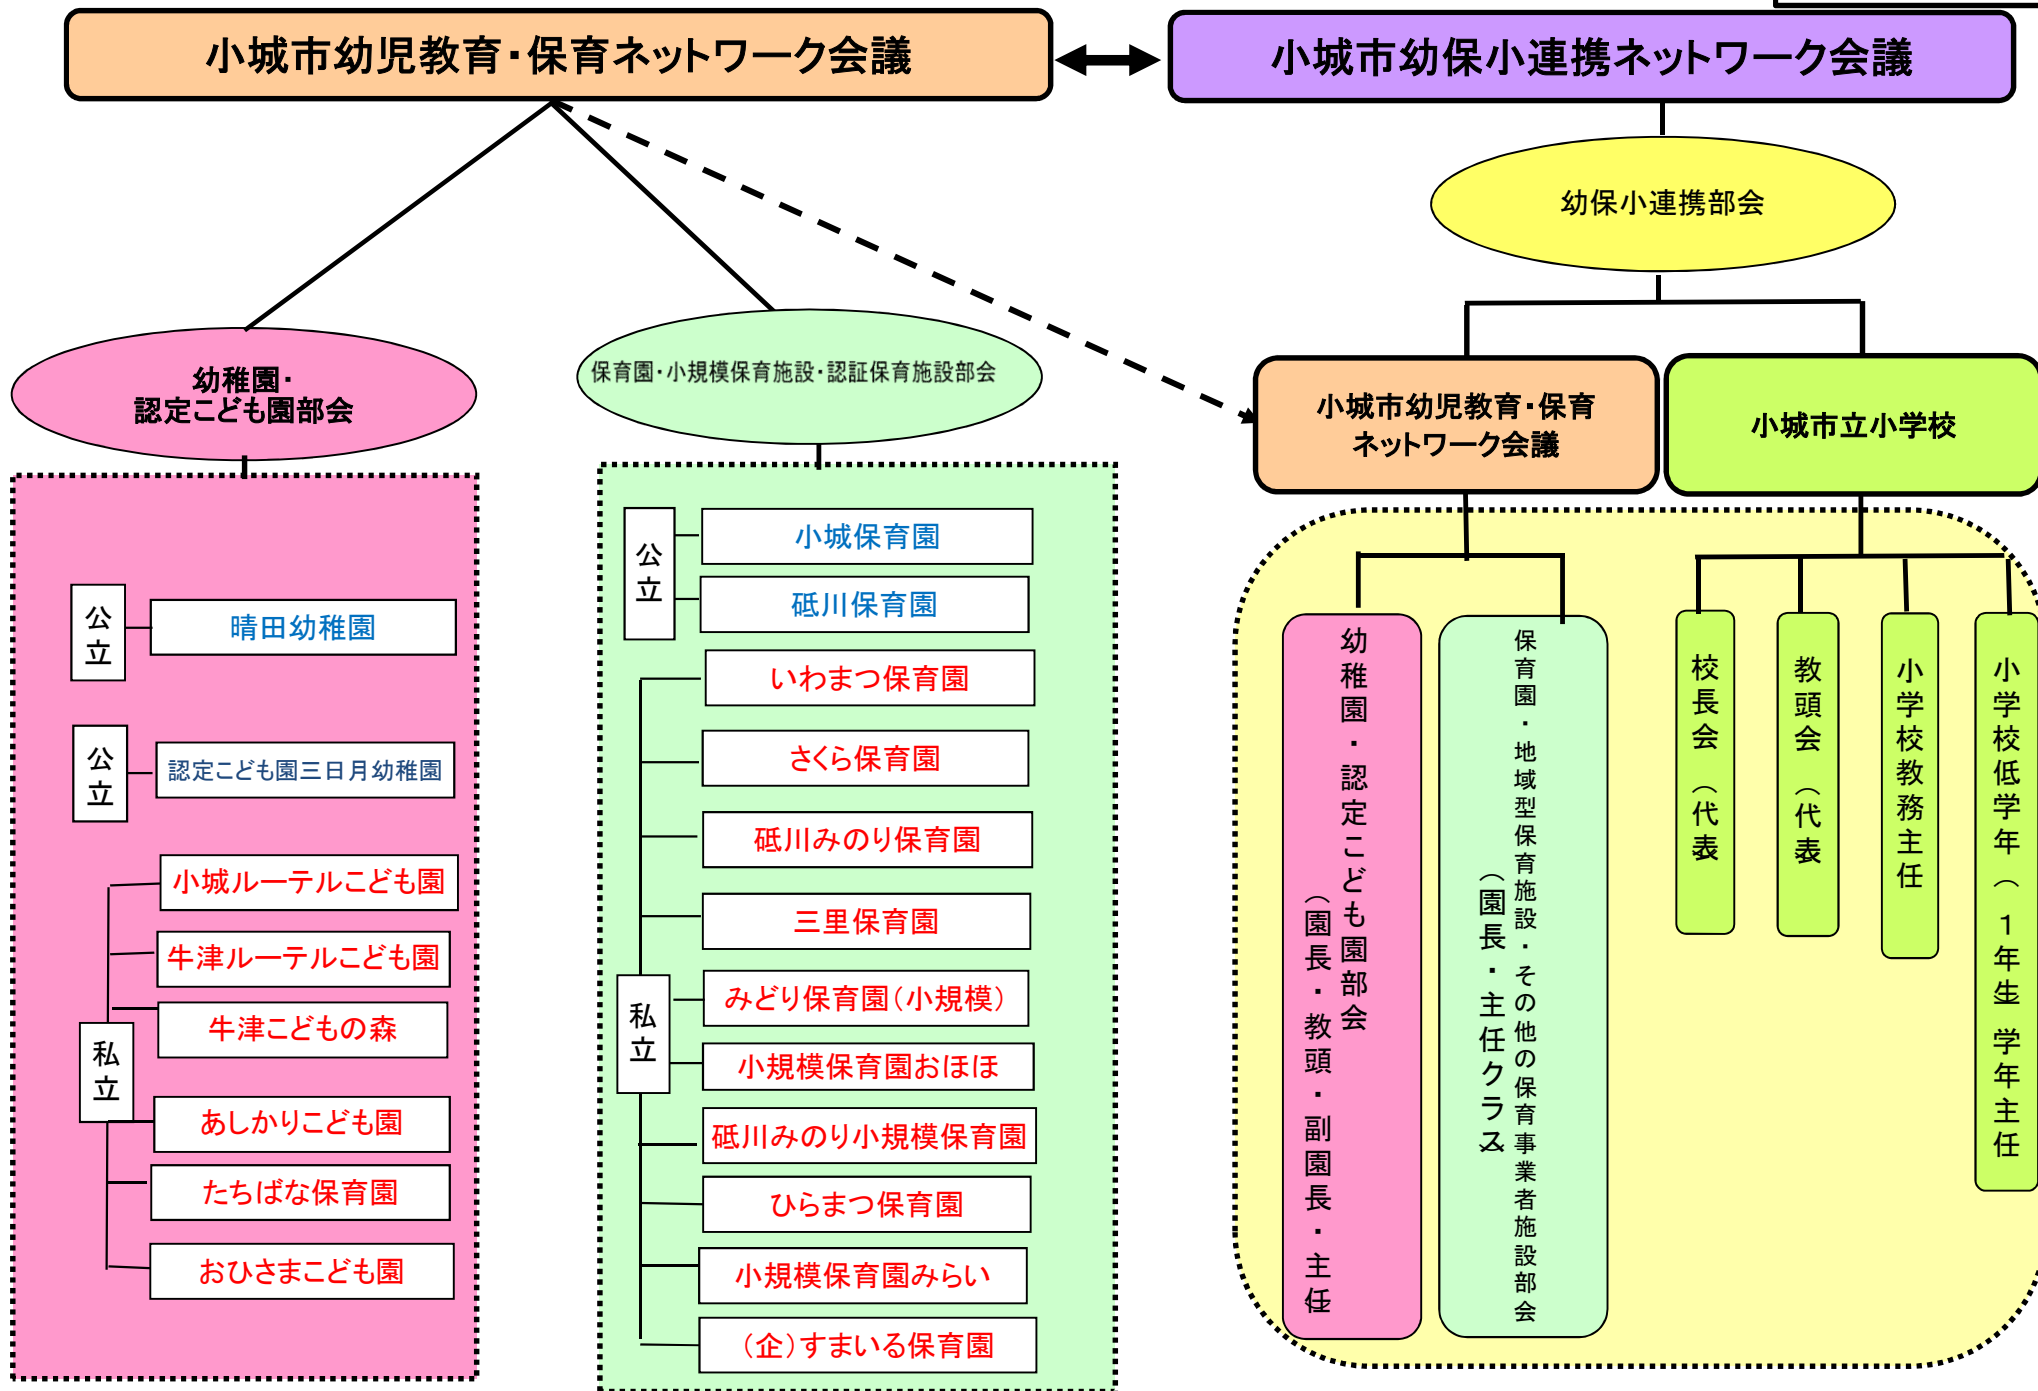 小城市幼児教育・保育ネットワーク会議
小城市幼保小連携ネットワーク会議
幼保小連携部会
幼稚園・
認定こども園部会
保育園・小規模保育施設・認証保育施設部会
小城市幼児教育・保育
ネットワーク会議
小城市立小学校
公立
晴田幼稚園
公立
認定こども園三日月幼稚園
私立
小城ルーテルこども園
牛津ルーテルこども園
牛津こどもの森
あしかりこども園
たちばな保育園
おひさまこども園
公立
小城保育園
砥川保育園
私立
いわまつ保育園
さくら保育園
砥川みのり保育園
三里保育園
みどり保育園(小規模)
小規模保育園おほほ
砥川みのり小規模保育園
ひらまつ保育園
小規模保育園みらい
(企)すまいる保育園
幼稚園・認定こども園部会
(園長・教頭・副園長・主任)
保育園・地域型保育施設・その他の保育事業者施設部会
(園長・主任クラス)
校長会(代表)
教頭会(代表)
小学校教務主任
小学校低学年(1年生)学年主任